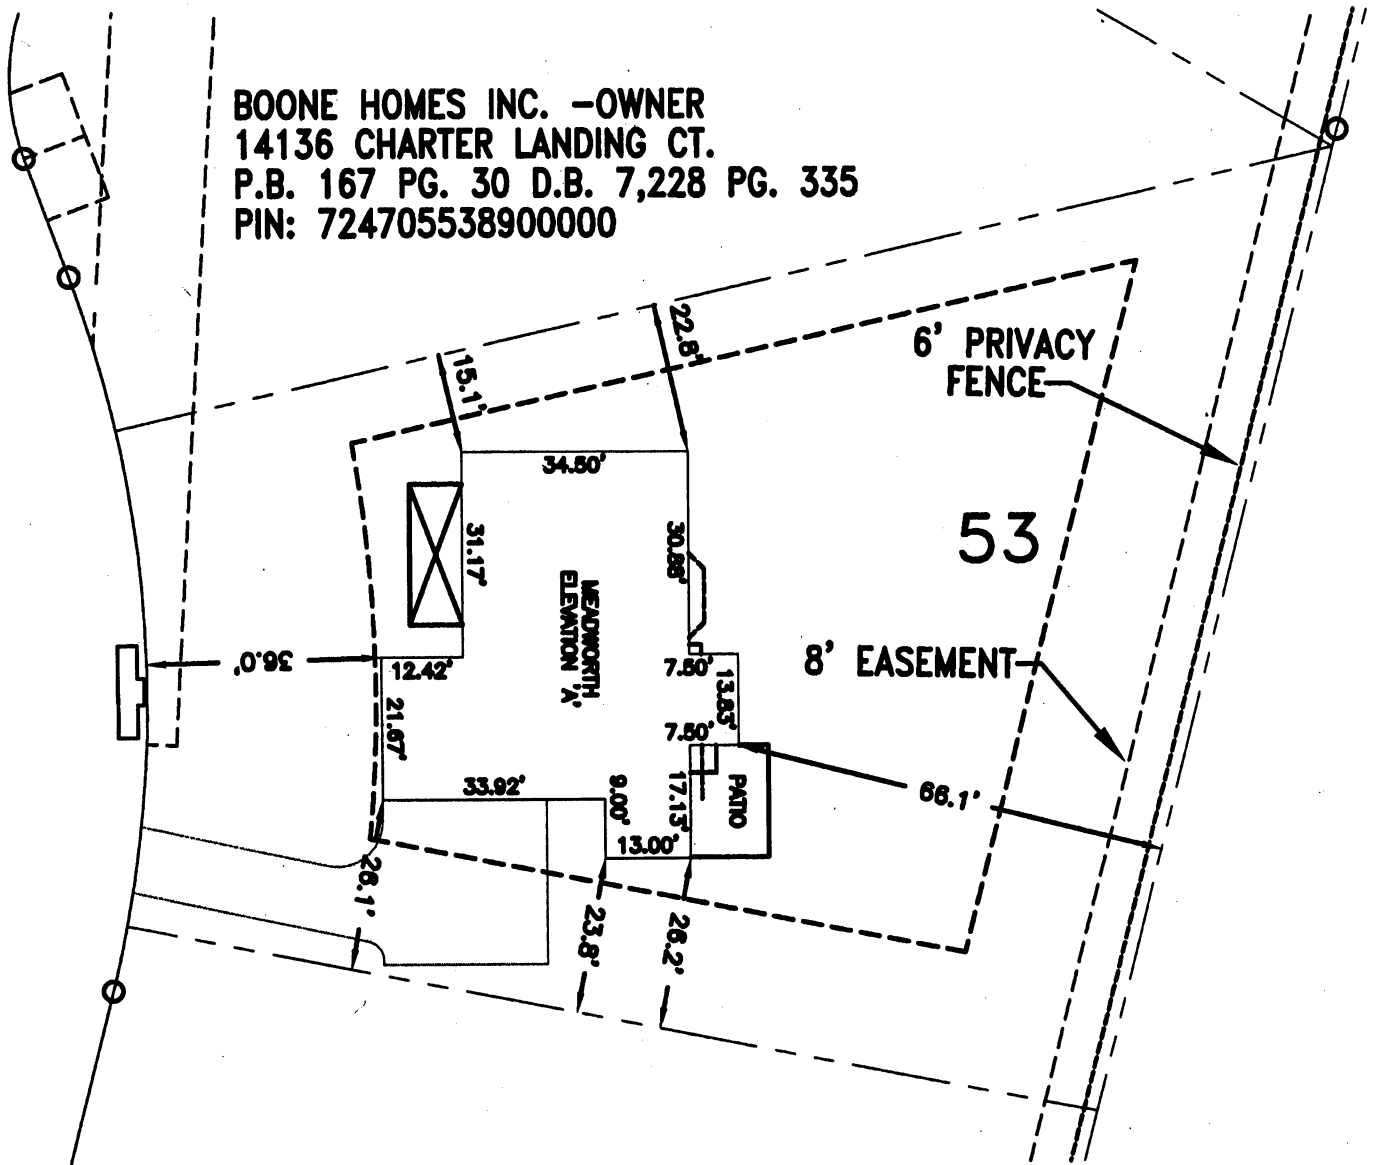 BOONE HOMES INC. -OWNER
14136 CHARTER LANDING CT.
P.B. 167 PG. 30 D.B. 7,228 PG. 335
PIN: 724705538900000
22.8'
15.1'
6' PRIVACY
FENCE
34.50'
31.17'
30.88'
53
MEADWORTH
ELEVATION 'A'
36.0'
12.42'
7.50'
13.83'
8' EASEMENT
21.67'
7.50'
33.92'
9.00'
17.13'
PATIO
66.1'
13.00'
26.1'
23.8'
26.2'